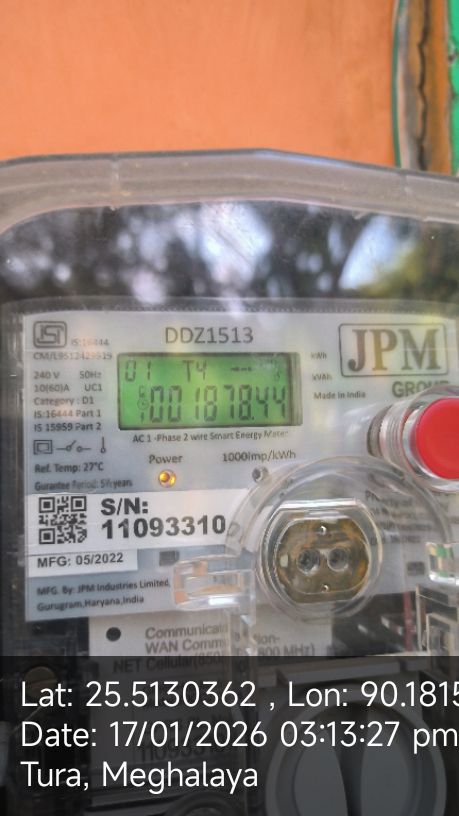 IS:16444
CM/L9512429519
DDZ1513
JPM
GROUP
240 V 50Hz
10(60)A UC1
Category : D1
IS:16444 Part 1
IS 15959 Part 2
01 T4
001878.44
kWh
kVAh
Made in India
AC 1 -Phase 2 wire Smart Energy Meter
Power 1000imp/kWh
Ref. Temp: 27°C
S/N:
11093310
MFG: 05/2022
MFG. By: JPM Industries Limited,
Gurugram,Haryana,India
WAN Comm
Lat: 25.5130362 , Lon: 90.1815
Date: 17/01/2026 03:13:27 pm
Tura, Meghalaya